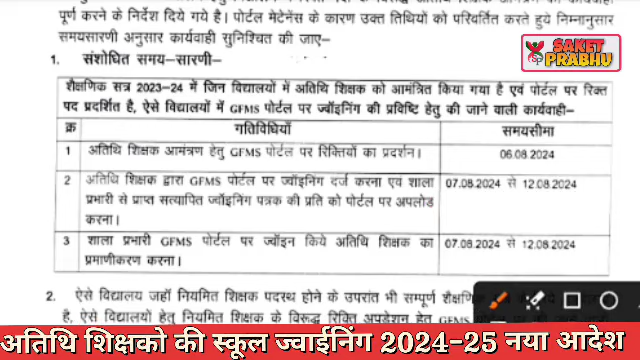 पूर्ण करने के निर्देश दिये गये है। पोर्टल मेटेनेंस के कारण उक्त तिथियों को परिवर्तित करते हुये निम्नानुसार
समयसारणी अनुसार कार्यवाही सुनिश्चित की जाए-
SAKET
PRABHU
1. संशोधित समय-सारणी-
शैक्षणिक सत्र 2023-24 में जिन विद्यालयों में अतिथि शिक्षक को आमंत्रित किया गया है एवं पोर्टल पर रिक्त
पद प्रदर्शित है, ऐसे विद्यालयों में GFMS पोर्टल पर ज्वॉइनिंग की प्रविष्टि हेतु की जाने वाली कार्यवाही-
क्र गतिविधियॉ समयसीमा
1 अतिथि शिक्षक आमंत्रण हेतु GFMS पोर्टल पर रिक्तियों का प्रदर्शन। 06.08.2024
2 अतिथि शिक्षक द्वारा GFMS पोर्टल पर ज्वॉइनिंग दर्ज करना एवं शाला 07.08.2024 से 12.08.2024
प्रभारी से प्राप्त सत्यापित ज्वॉइनिंग पत्रक की प्रति को पोर्टल पर अपलोड
करना।
3 शाला प्रभारी GFMS पोर्टल पर ज्वॉइन किये अतिथि शिक्षक का 07.08.2024 से 12.08.2024
प्रमाणीकरण करना।
2. ऐसे विद्यालय जहॉ नियमित शिक्षक पदस्थ होने के उपरांत भी सम्पूर्ण
है, ऐसे विद्यालयों हेतु नियमित शिक्षक के विरूद्ध रिक्ति अपडेशन हेतु GFMS
अतिथि शिक्षको की स्कूल ज्वाईनिंग 2024-25 नया आदेश